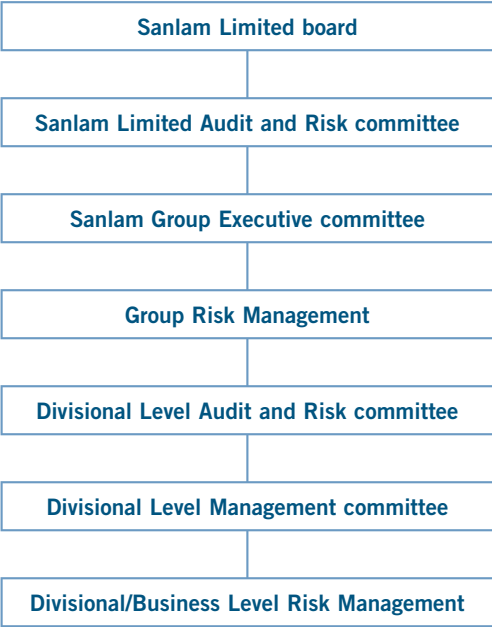 Sanlam Limited board
Sanlam Limited Audit and Risk committee
Sanlam Group Executive committee
Group Risk Management
Divisional Level Audit and Risk committee
Divisional Level Management committee
Divisional/Business Level Risk Management